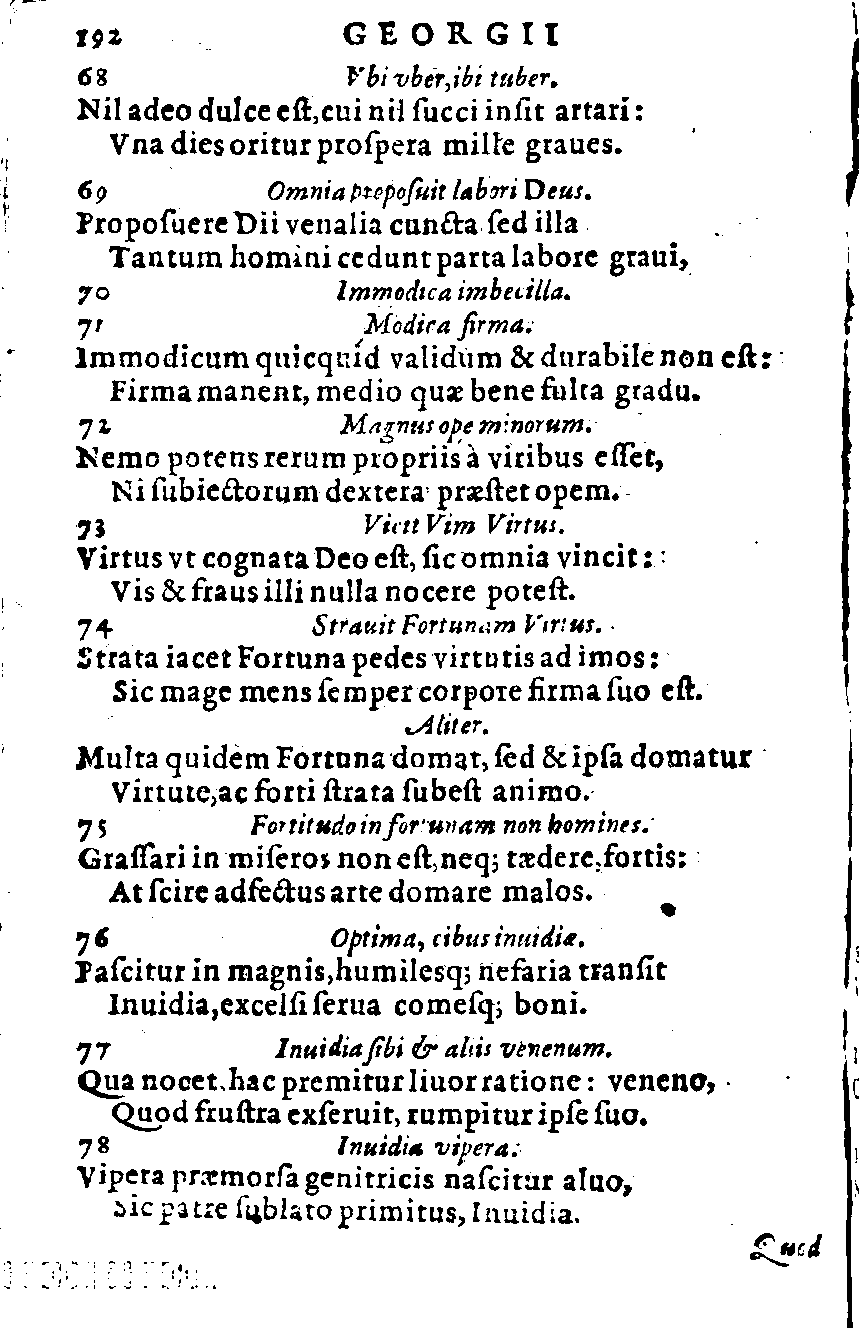 192 GEORGII
68 Vbi vber, ibi tuber.
Nil adeo dulce eſt, cui nil ſucci inſit artari:
Vna dies oritur proſpera mille graues.
69 Omnia prepoſuit labori Deus.
Propoſuere Dii venalia cuncta ſed illa
Tantum homini cedunt parta labore graui,
70 Immodica imbecilla.
71 Modica firma.
Immodicum quicquid validum & durabile non eſt:
Firma manent, medio quæ bene fulta gradu.
72 Magnus ope minorum.
Nemo potens rerum propriis à viribus eſſet,
Ni ſubiectorum dextera præſtet opem.
73 Vicit Vim Virtus.
Virtus vt cognata Deo eſt, ſic omnia vincit:
Vis & fraus illi nulla nocere poteſt.
74 Strauit Fortunam Virtus.
Strata iacet Fortuna pedes virtutis ad imos:
Sic mage mens ſemper corpore firma ſuo eſt.
Aliter.
Multa quidem Fortuna domat, ſed & ipſa domatur
Virtute, ac forti ſtrata ſubeſt animo.
75 Fortitudo in fortunam non homines.
Graſſari in miſeros non eſt, neq; tædere, fortis:
At ſcire adfectus arte domare malos.
76 Optima, cibus inuidiæ.
Paſcitur in magnis, humilesq; nefaria tranſit
Inuidia, excelſi ſerua comeſq; boni.
77 Inuidia ſibi & aliis venenum.
Qua nocet, hac premitur liuor ratione: veneno,
Quod fruſtra exſeruit, rumpitur ipſe ſuo.
78 Inuidia vipera.
Vipera præmorſa genitricis naſcitur aluo,
Sic patre ſublato primitus, Inuidia.
Quod